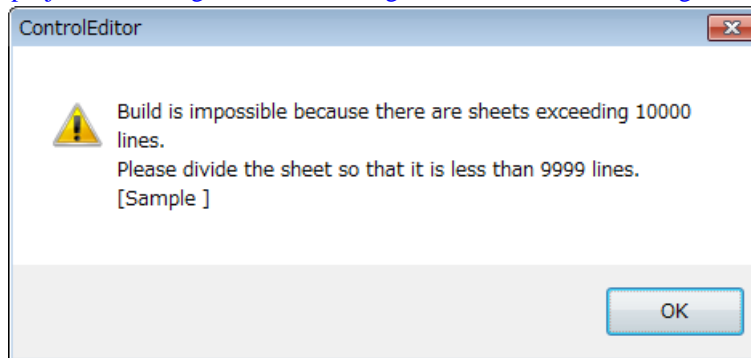 ControlEditor
Build is impossible because there are sheets exceeding 10000
lines.
Please divide the sheet so that it is less than 9999 lines.
[Sample ]
OK